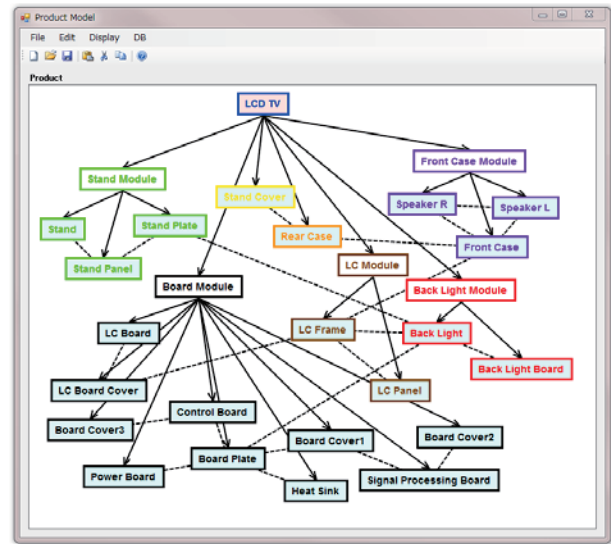 Product Model
File Edit Display DB
Product
LCD TV
Front Case Module
Stand Module
Stand Cover
Speaker R
Speaker L
Stand
Stand Plate
Rear Case
Front Case
Stand Panel
LC Module
Board Module
Back Light Module
LC Board
LC Frame
Back Light
Back Light Board
LC Board Cover
LC Panel
Control Board
Board Cover3
Board Cover1
Board Cover2
Board Plate
Power Board
Signal Processing Board
Heat Sink